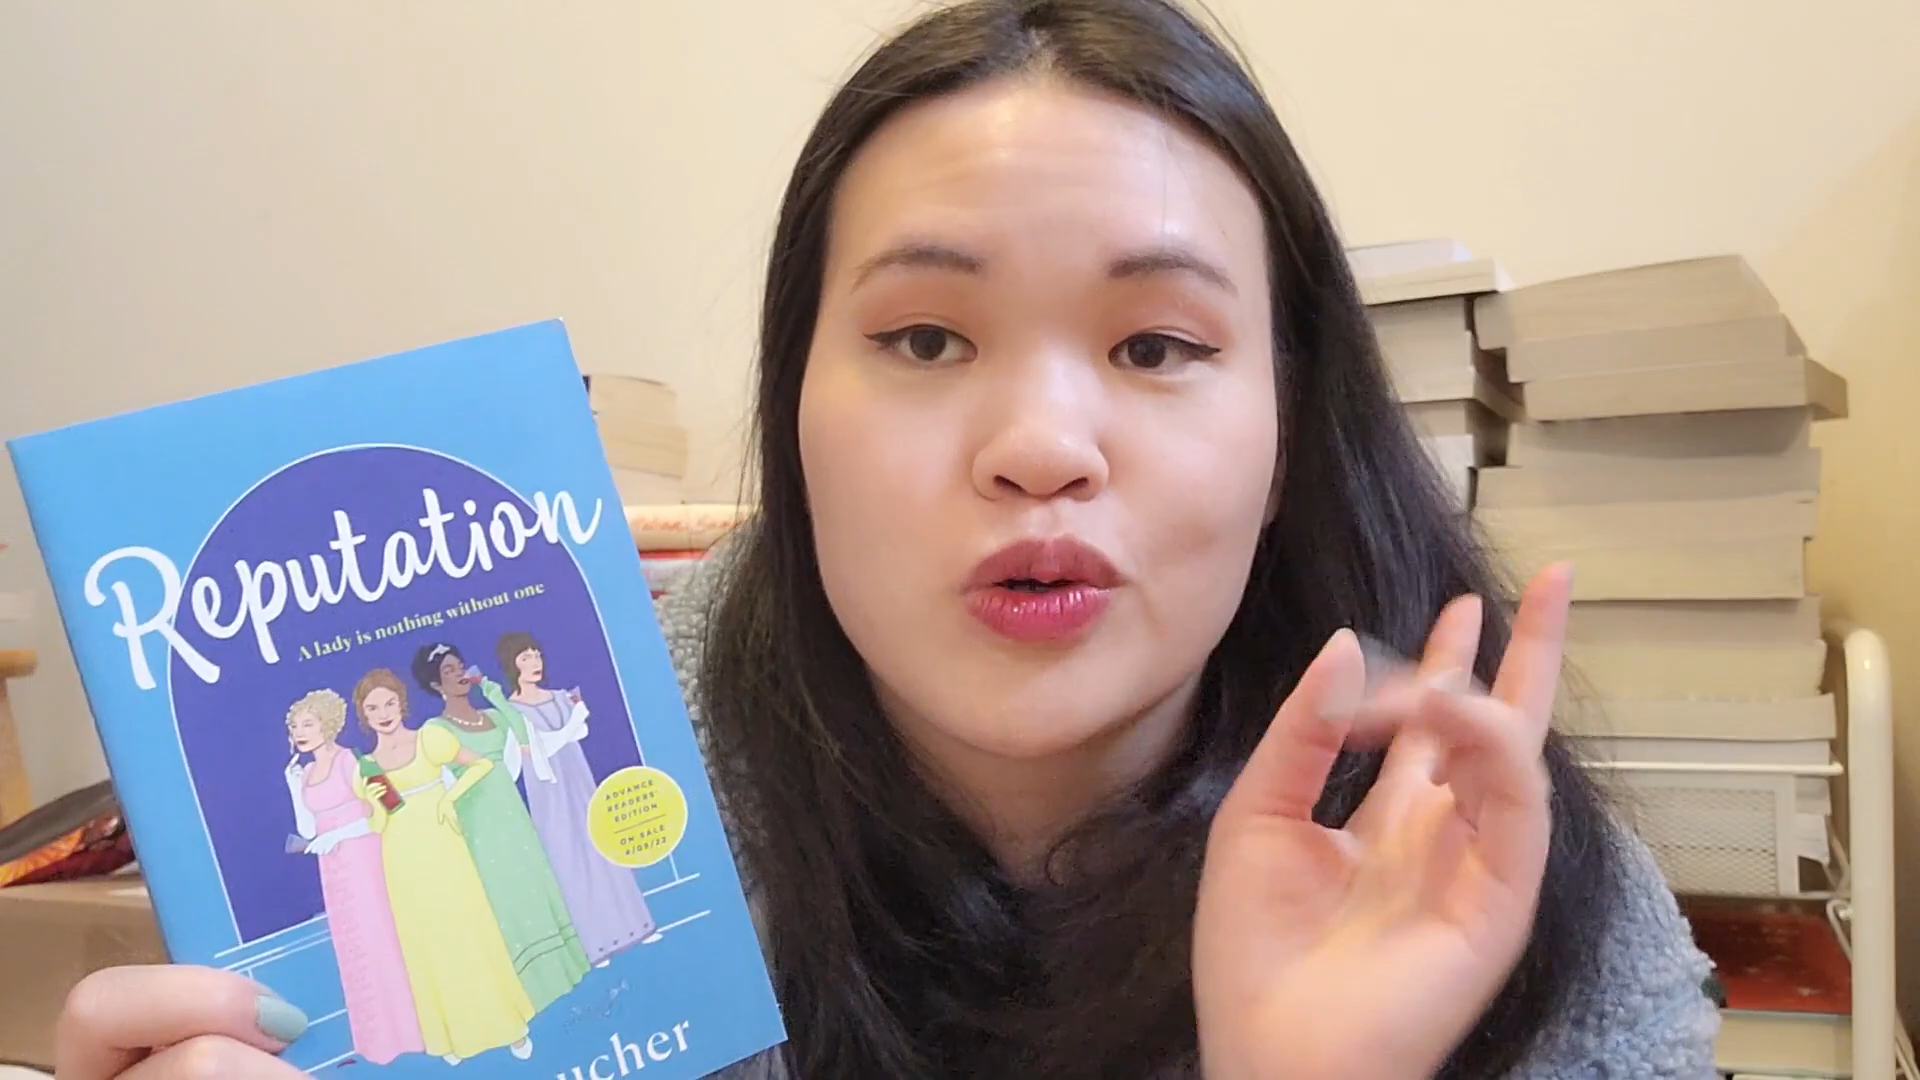 Reputation
A lady is nothing without one
ADVANCE
READERS'
EDITION
ON SALE
ucher